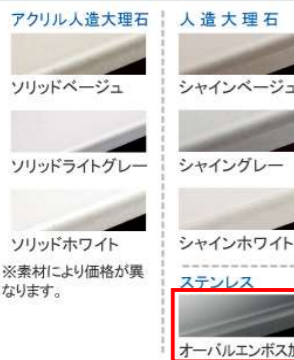 アクリル人造大理石
ソリッドベージュ
ソリッドライトグレー
ソリッドホワイト
※素材により価格が異
なります。
人造大理石
シャインベージュ
シャイングレー
シャインホワイト
ステンレス
オーバルエンボス加